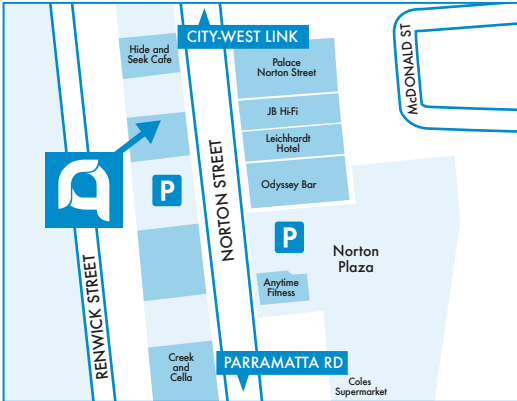 CITY-WEST LINK
Hide and
Seek Cafe
Palace
Norton Street
McDONALD ST
JB Hi-Fi
Leichhardt
Hotel
Odyssey Bar
P
NORTON STREET
P
Norton
Plaza
Anytime
Fitness
RENWICK STREET
Creek
and
Cella
PARRAMATTA RD
Coles
Supermarket